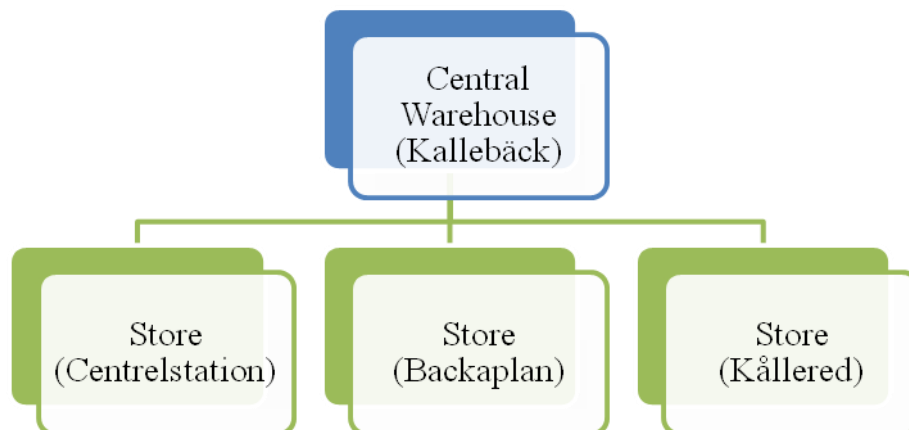 Central
Warehouse
(Kallebäck)
Store
(Centrelstation)
Store
(Backaplan)
Store
(Kållered)